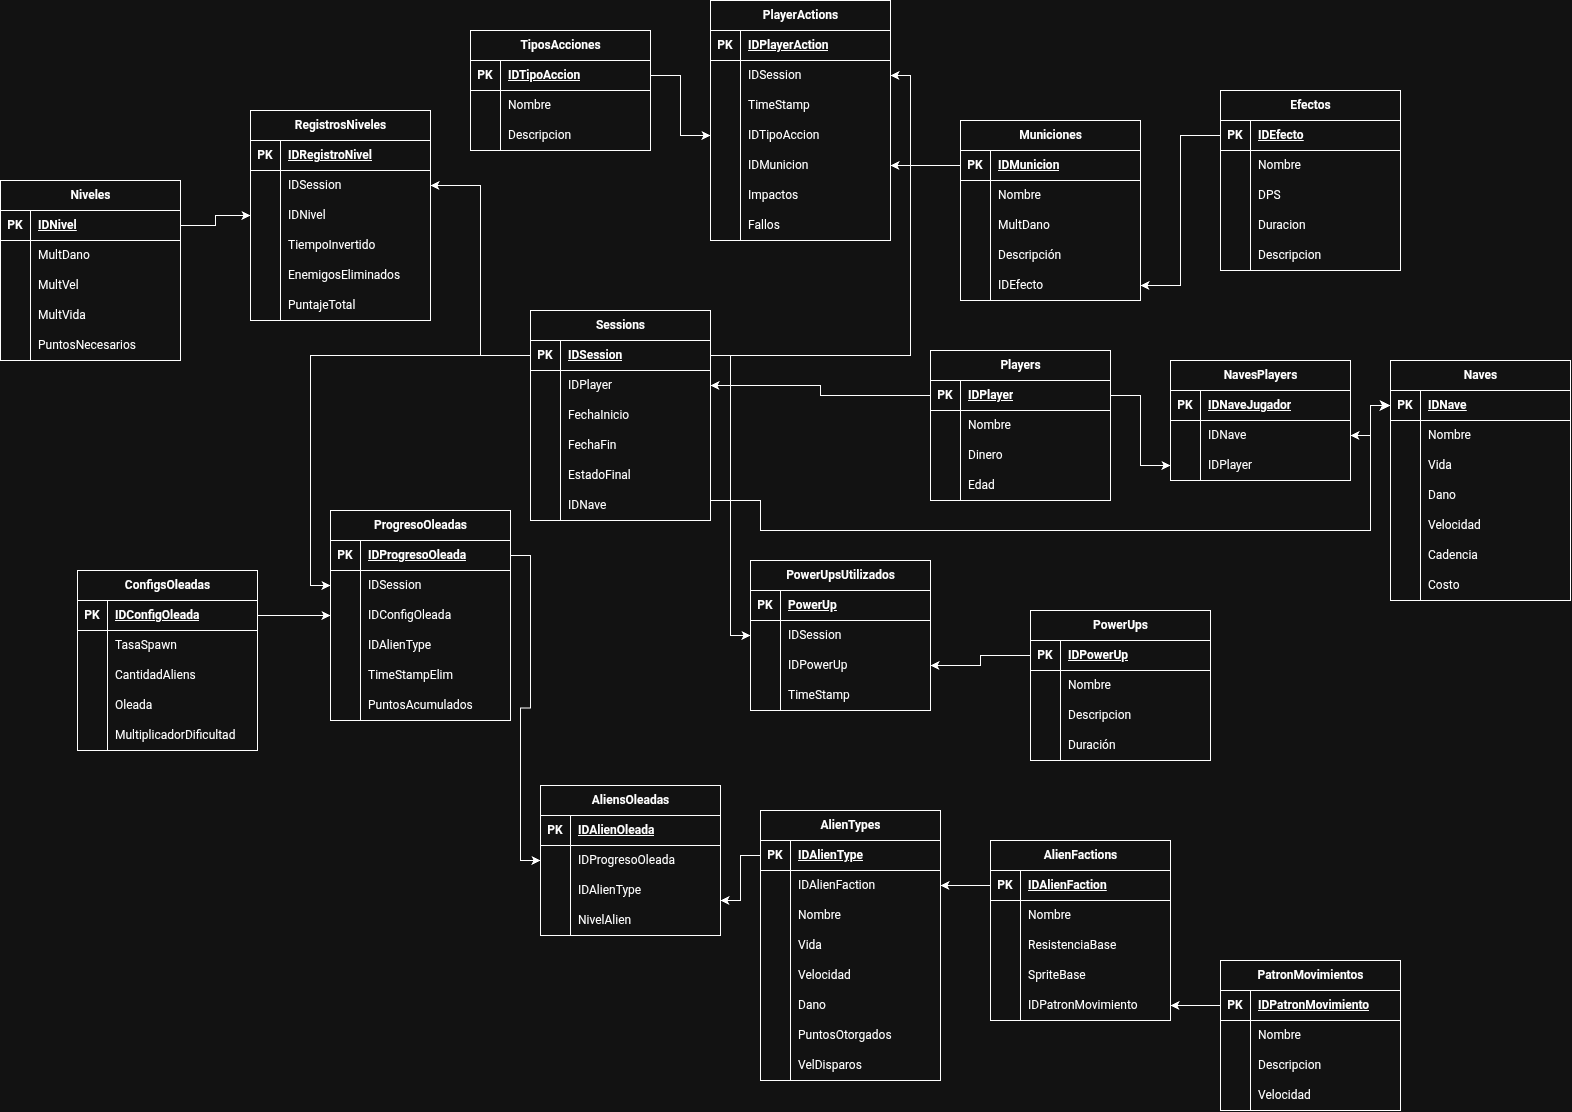 PlayerActions
PK IDPlayerAction
IDSession
TimeStamp
IDTipoAccion
IDMunicion
Impactos
Fallos
TiposAcciones
PK IDTipoAccion
Nombre
Descripcion
Efectos
PK IDEfecto
Nombre
DPS
Duracion
Descripcion
RegistrosNiveles
PK IDRegistroNivel
IDSession
IDNivel
TiempoInvertido
EnemigosEliminados
PuntajeTotal
Municiones
PK IDMunicion
Nombre
MultDano
Descripción
IDEfecto
Niveles
PK IDNivel
MultDano
MultVel
MultVida
PuntosNecesarios
Sessions
PK IDSession
IDPlayer
FechaInicio
FechaFin
EstadoFinal
IDNave
Players
PK IDPlayer
Nombre
Dinero
Edad
NavesPlayers
PK IDNaveJugador
IDNave
IDPlayer
Naves
PK IDNave
Nombre
Vida
Dano
Velocidad
Cadencia
Costo
ProgresoOleadas
PK IDProgresoOleada
IDSession
IDConfigOleada
IDAlienType
TimeStampElim
PuntosAcumulados
ConfigsOleadas
PK IDConfigOleada
TasaSpawn
CantidadAliens
Oleada
MultiplicadorDificultad
PowerUpsUtilizados
PK PowerUp
IDSession
IDPowerUp
TimeStamp
PowerUps
PK IDPowerUp
Nombre
Descripcion
Duración
AliensOleadas
PK IDAlienOleada
IDProgresoOleada
IDAlienType
NivelAlien
AlienTypes
PK IDAlienType
IDAlienFaction
Nombre
Vida
Velocidad
Dano
PuntosOtorgados
VelDisparos
AlienFactions
PK IDAlienFaction
Nombre
ResistenciaBase
SpriteBase
IDPatronMovimiento
PatronMovimientos
PK IDPatronMovimiento
Nombre
Descripcion
Velocidad